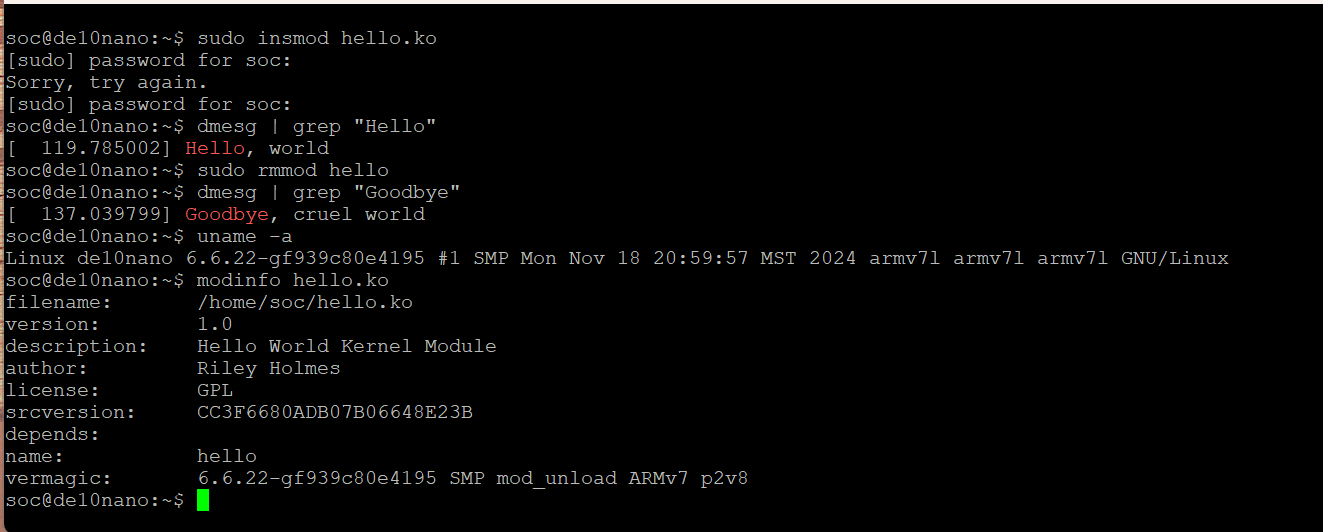 soc@de10nano:~$ sudo insmod hello.ko
[sudo] password for soc:
Sorry, try again.
[sudo] password for soc:
soc@de10nano:~$ dmesg | grep "Hello"
[  119.785002] Hello, world
soc@de10nano:~$ sudo rmmod hello
soc@de10nano:~$ dmesg | grep "Goodbye"
[  137.039799] Goodbye, cruel world
soc@de10nano:~$ uname -a
Linux de10nano 6.6.22-gf939c80e4195 #1 SMP Mon Nov 18 20:59:57 MST 2024 armv7l armv7l armv7l GNU/Linux
soc@de10nano:~$ modinfo hello.ko
filename:       /home/soc/hello.ko
version:        1.0
description:    Hello World Kernel Module
author:         Riley Holmes
license:        GPL
srcversion:     CC3F6680ADB07B06648E23B
depends:
name:           hello
vermagic:       6.6.22-gf939c80e4195 SMP mod_unload ARMv7 p2v8
soc@de10nano:~$